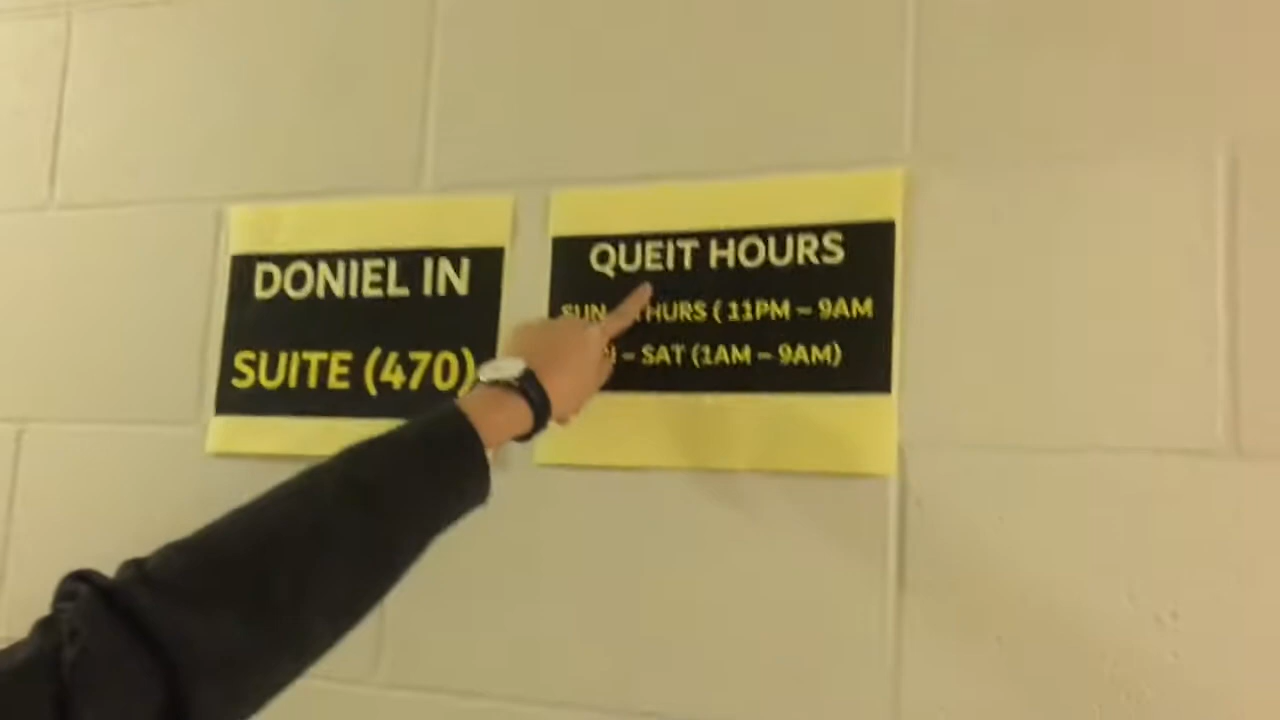 DONIEL IN
SUITE (470)
QUEIT HOURS
SUN - THURS ( 11PM – 9AM
– SAT (1AM – 9AM)